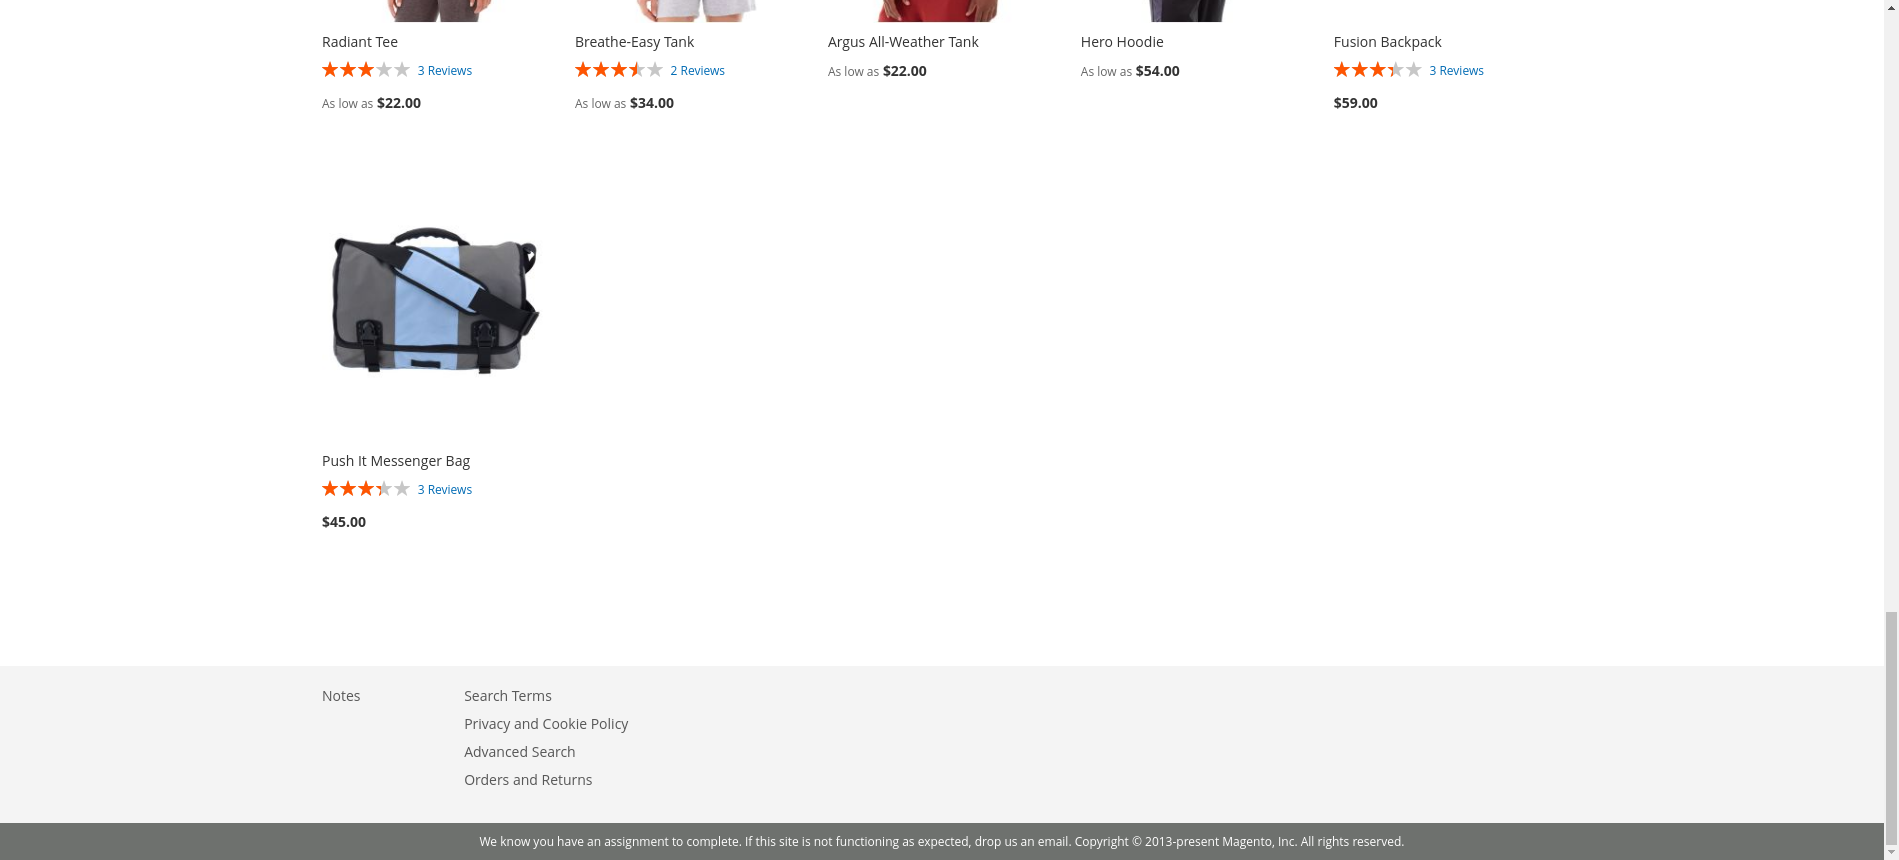 Radiant Tee
3 Reviews
As low as $22.00
Breathe-Easy Tank
2 Reviews
As low as $34.00
Argus All-Weather Tank
As low as $22.00
Hero Hoodie
As low as $54.00
Fusion Backpack
3 Reviews
$59.00
Push It Messenger Bag
3 Reviews
$45.00
Notes
Search Terms
Privacy and Cookie Policy
Advanced Search
Orders and Returns
We know you have an assignment to complete. If this site is not functioning as expected, drop us an email. Copyright © 2013-present Magento, Inc. All rights reserved.